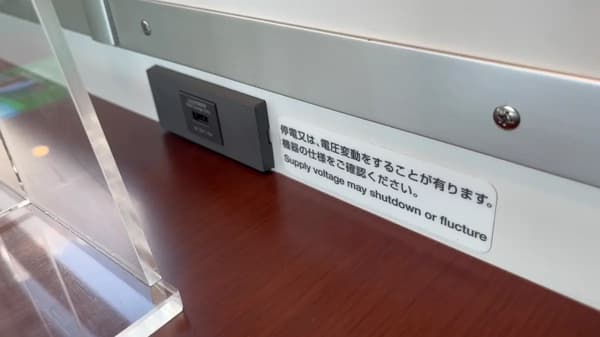 停電又は、電圧変動をすることが有ります。
機器の仕様をご確認ください。
Supply voltage may shutdown or flucture